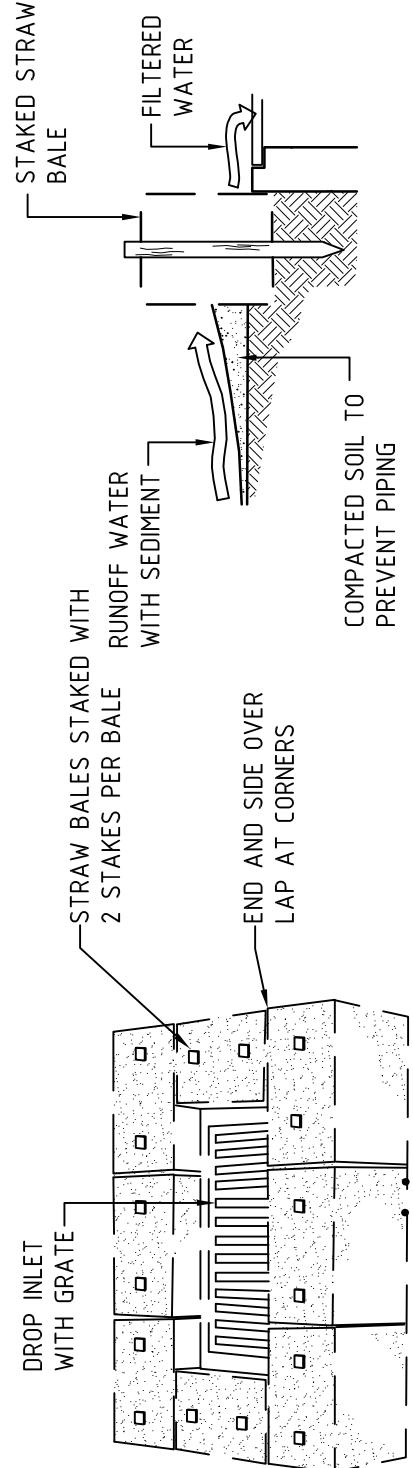 DROP INLET
WITH GRATE
STRAW BALES STAKED WITH
2 STAKES PER BALE
END AND SIDE OVER
LAP AT CORNERS
RUNOFF WATER
WITH SEDIMENT
COMPACTED SOIL TO
PREVENT PIPING
STAKED STRAW
BALE
FILTERED
WATER